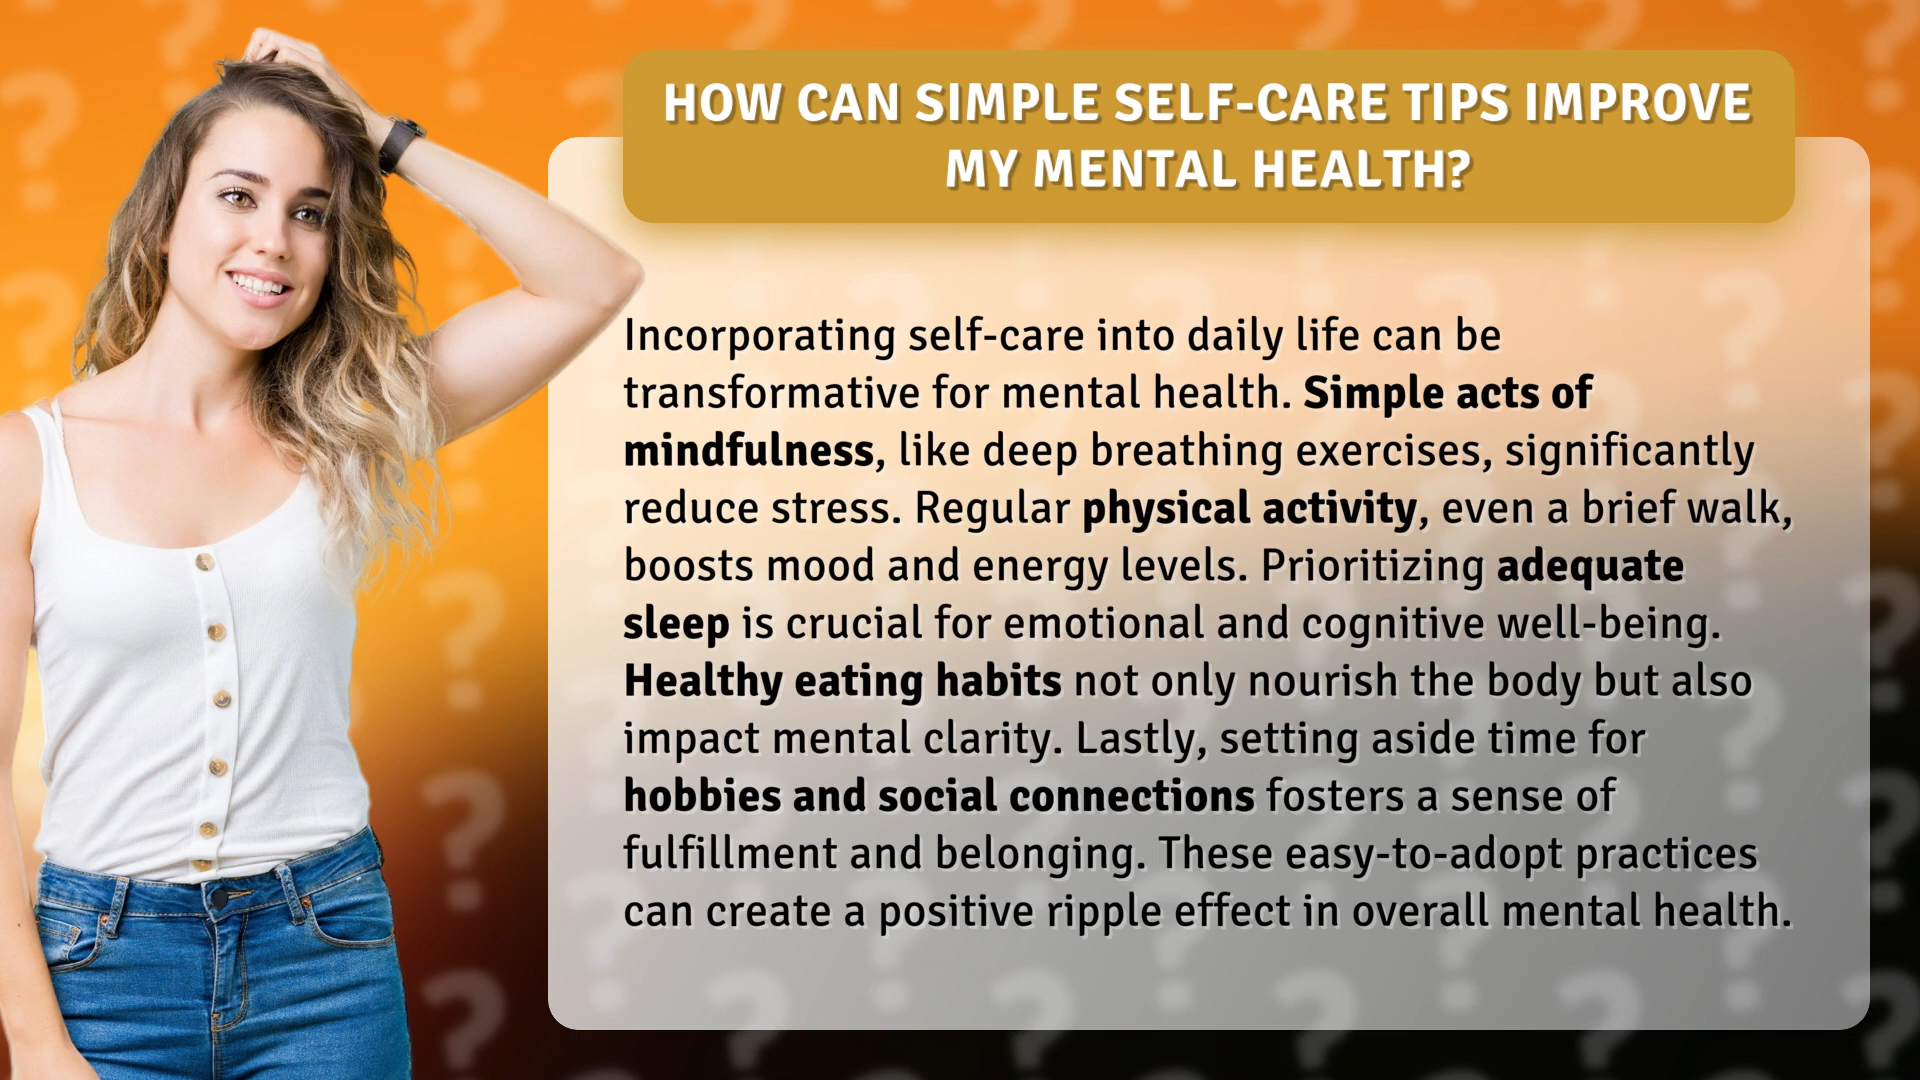 HOW CAN SIMPLE SELF-CARE TIPS IMPROVE
MY MENTAL HEALTH?
Incorporating self-care into daily life can be
transformative for mental health. Simple acts of
mindfulness, like deep breathing exercises, significantly
reduce stress. Regular physical activity, even a brief walk,
boosts mood and energy levels. Prioritizing adequate
sleep is crucial for emotional and cognitive well-being.
Healthy eating habits not only nourish the body but also
impact mental clarity. Lastly, setting aside time for
hobbies and social connections fosters a sense of
fulfillment and belonging. These easy-to-adopt practices
can create a positive ripple effect in overall mental health.